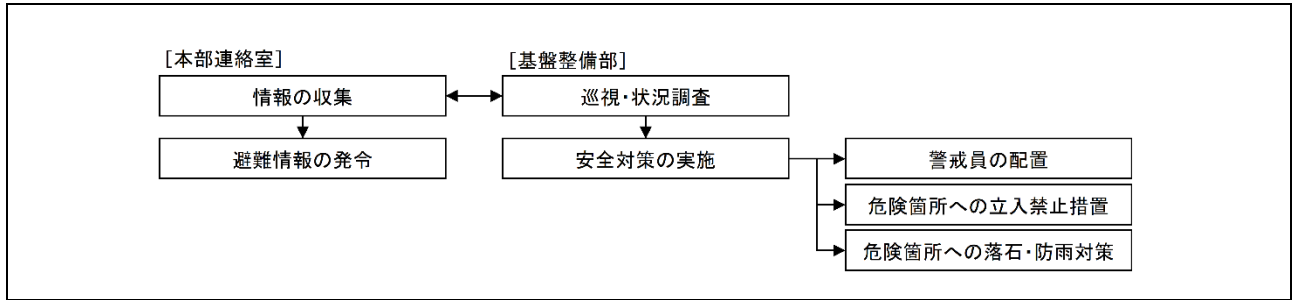 [本部連絡室]
[基盤整備部]
情報の収集
巡視・状況調査
避難情報の発令
安全対策の実施
警戒員の配置
危険箇所への立入禁止措置
危険箇所への落石・防雨対策